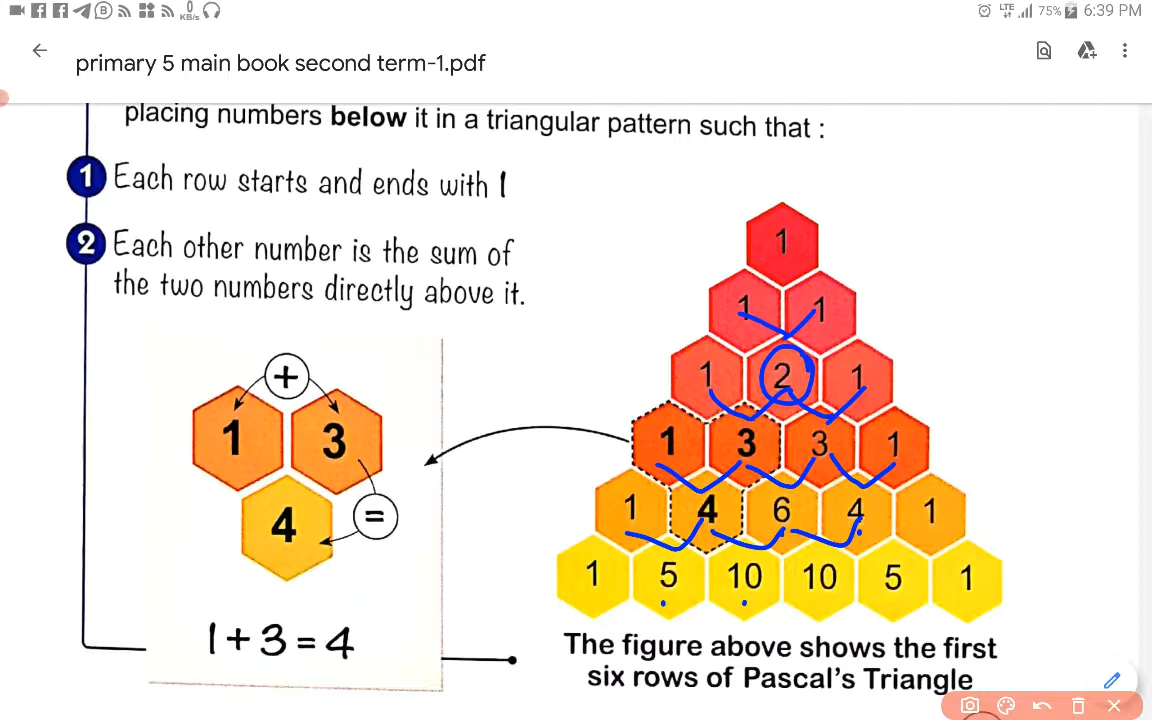 0
KB/s
LTE
75%
6:39 PM
primary 5 main book second term-1.pdf
placing numbers below it in a triangular pattern such that :
1 Each row starts and ends with 1
2 Each other number is the sum of
the two numbers directly above it.
+
1 3
4 =
1 + 3 = 4
1
1 1
1 2 1
1 3 3 1
1 4 6 4 1
1 5 10 10 5 1
The figure above shows the first
six rows of Pascal's Triangle